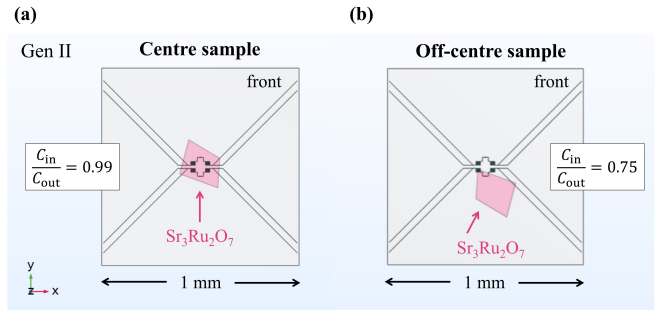 (a)
(b)
Gen II
Centre sample
Off-centre sample
front
front
C_in/C_out = 0.99
C_in/C_out = 0.75
Sr₃Ru₂O₇
Sr₃Ru₂O₇
y
z x
1 mm
1 mm